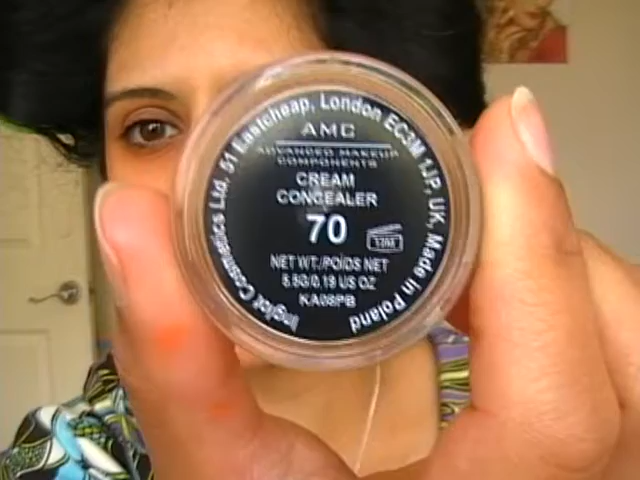 Inglot Cosmetics Ltd. 51 Eastcheap, London EC3M 1JP, UK, Made in Poland
AMC
ADVANCED MAKEUP
COMPONENTS
CREAM
CONCEALER
70
12M
NET WT./POIDS NET
5.5G/0.19 US OZ
KA08PB